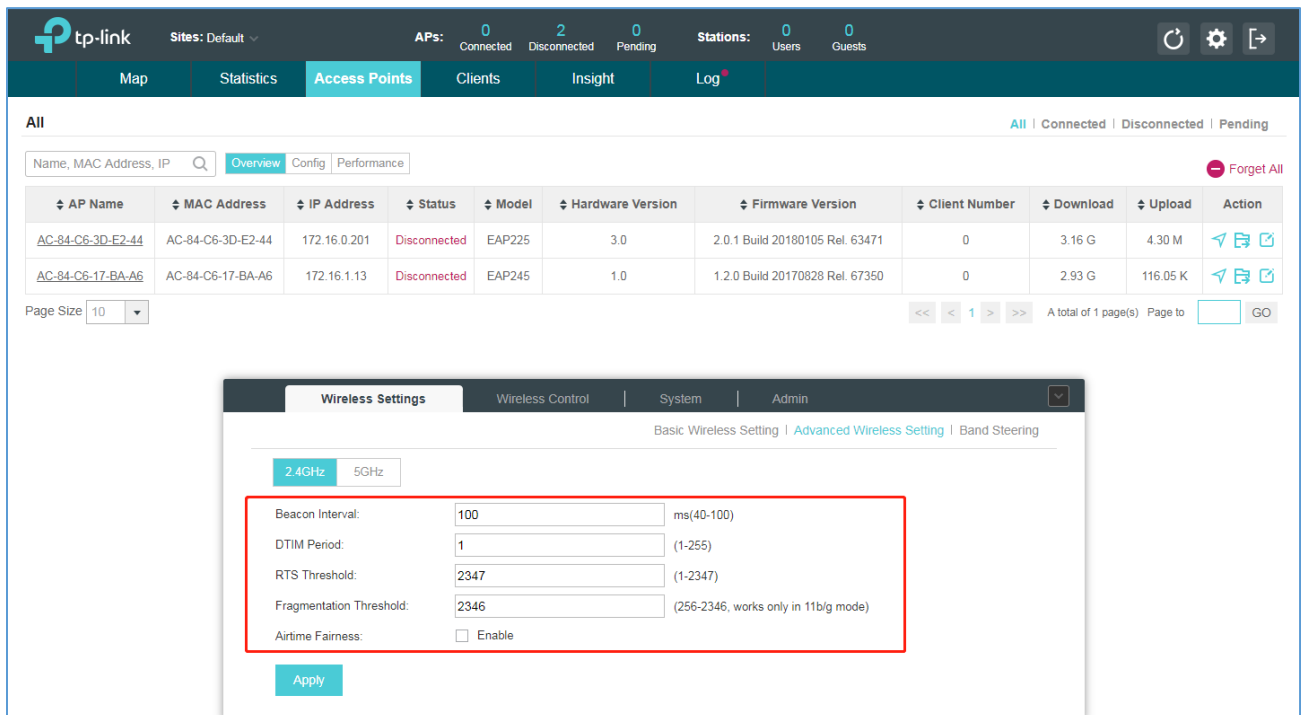 tp-link Sites: Default APs: 0 Connected 2 Disconnected 0 Pending Stations: 0 Users 0 Guests
Map Statistics Access Points Clients Insight Log
All All | Connected | Disconnected | Pending
Name, MAC Address, IP Overview Config Performance Forget All
AP Name MAC Address IP Address Status Model Hardware Version Firmware Version Client Number Download Upload Action
AC-84-C6-3D-E2-44 AC-84-C6-3D-E2-44 172.16.0.201 Disconnected EAP225 3.0 2.0.1 Build 20180105 Rel. 63471 0 3.16 G 4.30 M
AC-84-C6-17-BA-A6 AC-84-C6-17-BA-A6 172.16.1.13 Disconnected EAP245 1.0 1.2.0 Build 20170828 Rel. 67350 0 2.93 G 116.05 K
Page Size 10 << < 1 > >> A total of 1 page(s) Page to GO
Wireless Settings Wireless Control | System | Admin
Basic Wireless Setting | Advanced Wireless Setting | Band Steering
2.4GHz 5GHz
Beacon Interval: 100 ms(40-100)
DTIM Period: 1 (1-255)
RTS Threshold: 2347 (1-2347)
Fragmentation Threshold: 2346 (256-2346, works only in 11b/g mode)
Airtime Fairness: Enable
Apply